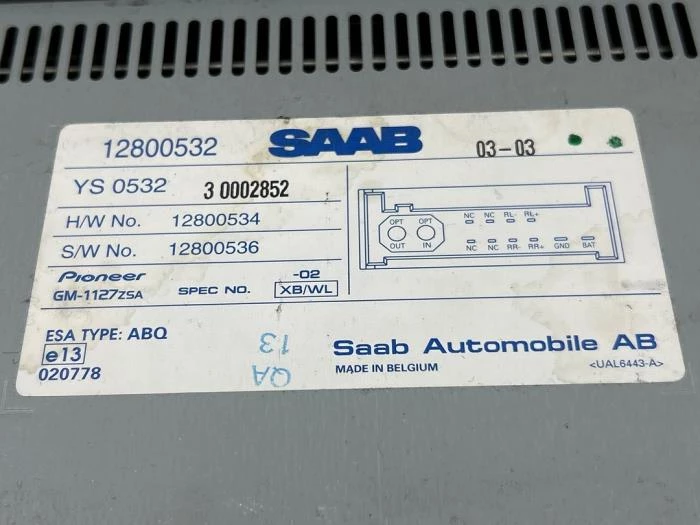 12800532 SAAB 03-03
YS 0532 3 0002852
H/W No. 12800534
S/W No. 12800536
NC NC RL- RL+
OPT OPT
OUT IN
NC NC RR- RR+ GND BAT
Pioneer
GM-1127ZSA SPEC NO. -02
XB/WL
ESA TYPE: ABQ
e13
020778
QA
13
Saab Automobile AB
MADE IN BELGIUM <UAL6443-A>